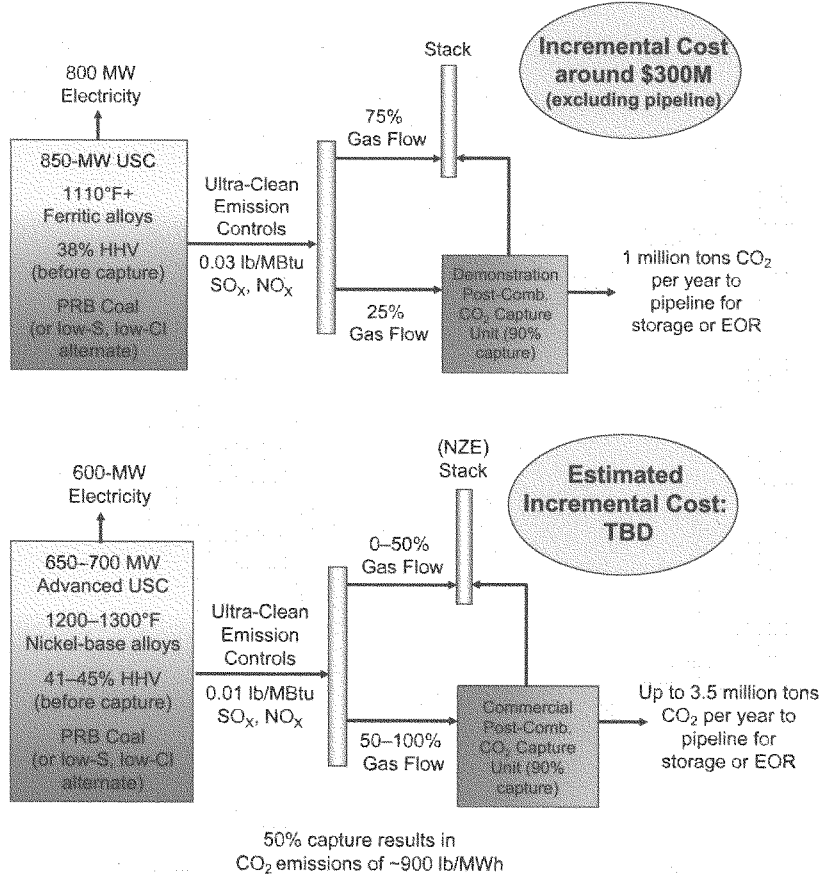 Incremental Cost
around $300M
(excluding pipeline)
Stack
800 MW
Electricity
75%
Gas Flow
850-MW USC
1110°F+
Ferritic alloys
38% HHV
(before capture)
PRB Coal
(or low-S, low-Cl
alternate)
Ultra-Clean
Emission
Controls
0.03 lb/MBtu
SOX, NOX
25%
Gas Flow
Demonstration
Post-Comb.
CO2 Capture
Unit (90%
capture)
1 million tons CO2
per year to
pipeline for
storage or EOR
(NZE)
Stack
Estimated
Incremental Cost:
TBD
600-MW
Electricity
0–50%
Gas Flow
650–700 MW
Advanced USC
1200–1300°F
Nickel-base alloys
41–45% HHV
(before capture)
PRB Coal
(or low-S, low-Cl
alternate)
Ultra-Clean
Emission
Controls
0.01 lb/MBtu
SOX, NOX
50–100%
Gas Flow
Commercial
Post-Comb.
CO2 Capture
Unit (90%
capture)
Up to 3.5 million tons
CO2 per year to
pipeline for
storage or EOR
50% capture results in
CO2 emissions of ~900 lb/MWh